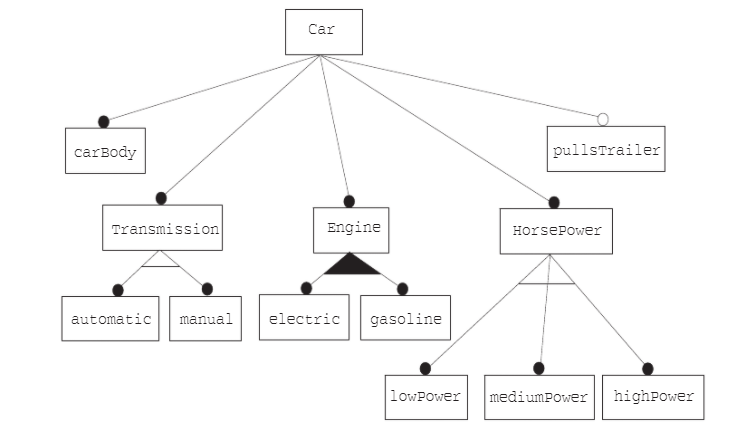 Car
carBody
pullsTrailer
Transmission
Engine
HorsePower
automatic
manual
electric
gasoline
lowPower
mediumPower
highPower